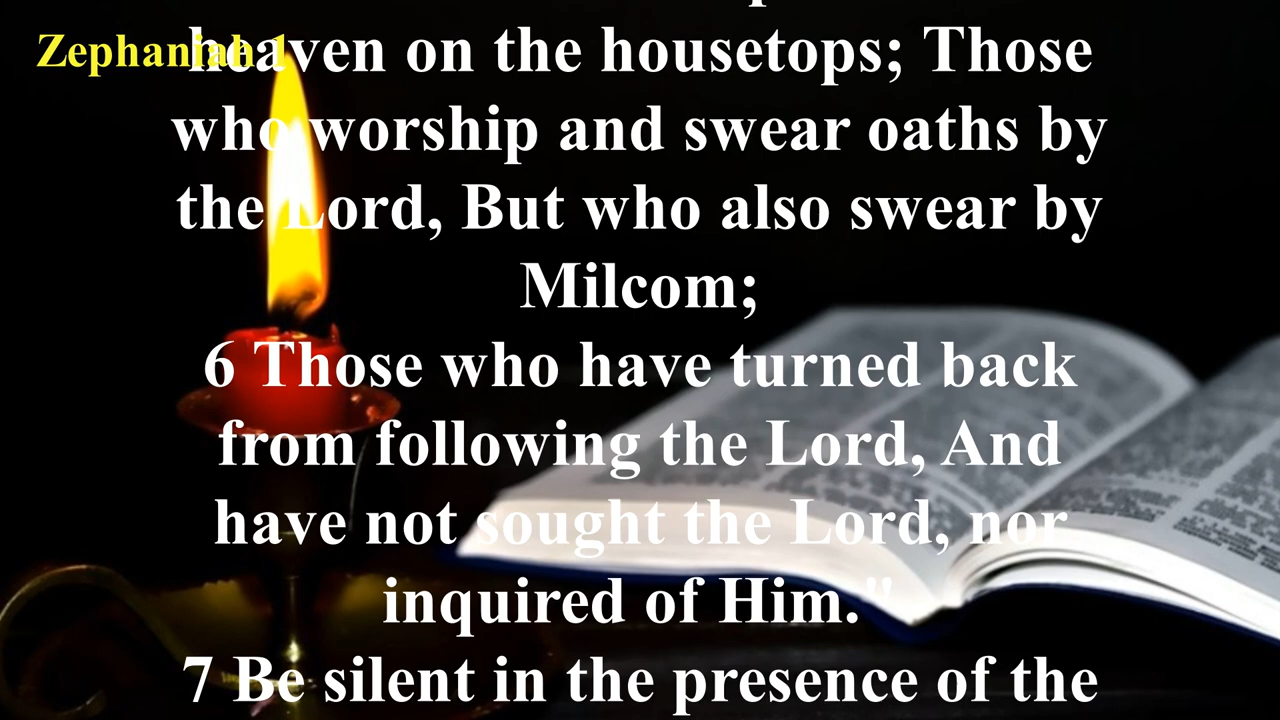 Zephaniah 1
heaven on the housetops; Those
who worship and swear oaths by
the Lord, But who also swear by
Milcom;
6 Those who have turned back
from following the Lord, And
have not sought the Lord, nor
inquired of Him."
7 Be silent in the presence of the